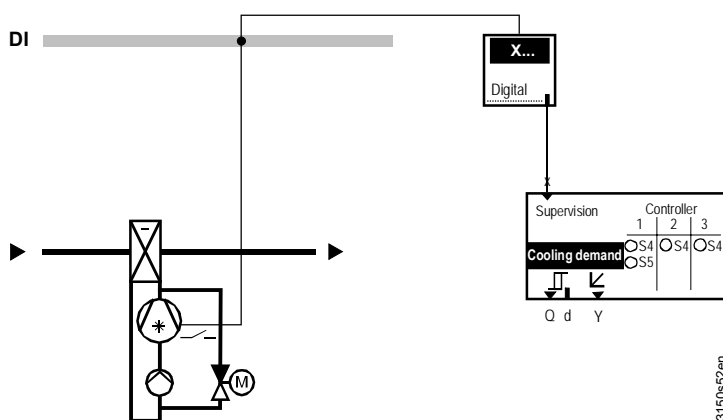 DI
X...
Digital
x
Supervision
Controller
1 2 3
Cooling demand
S4 S4 S4
S5
Q d Y
M
3150s52en